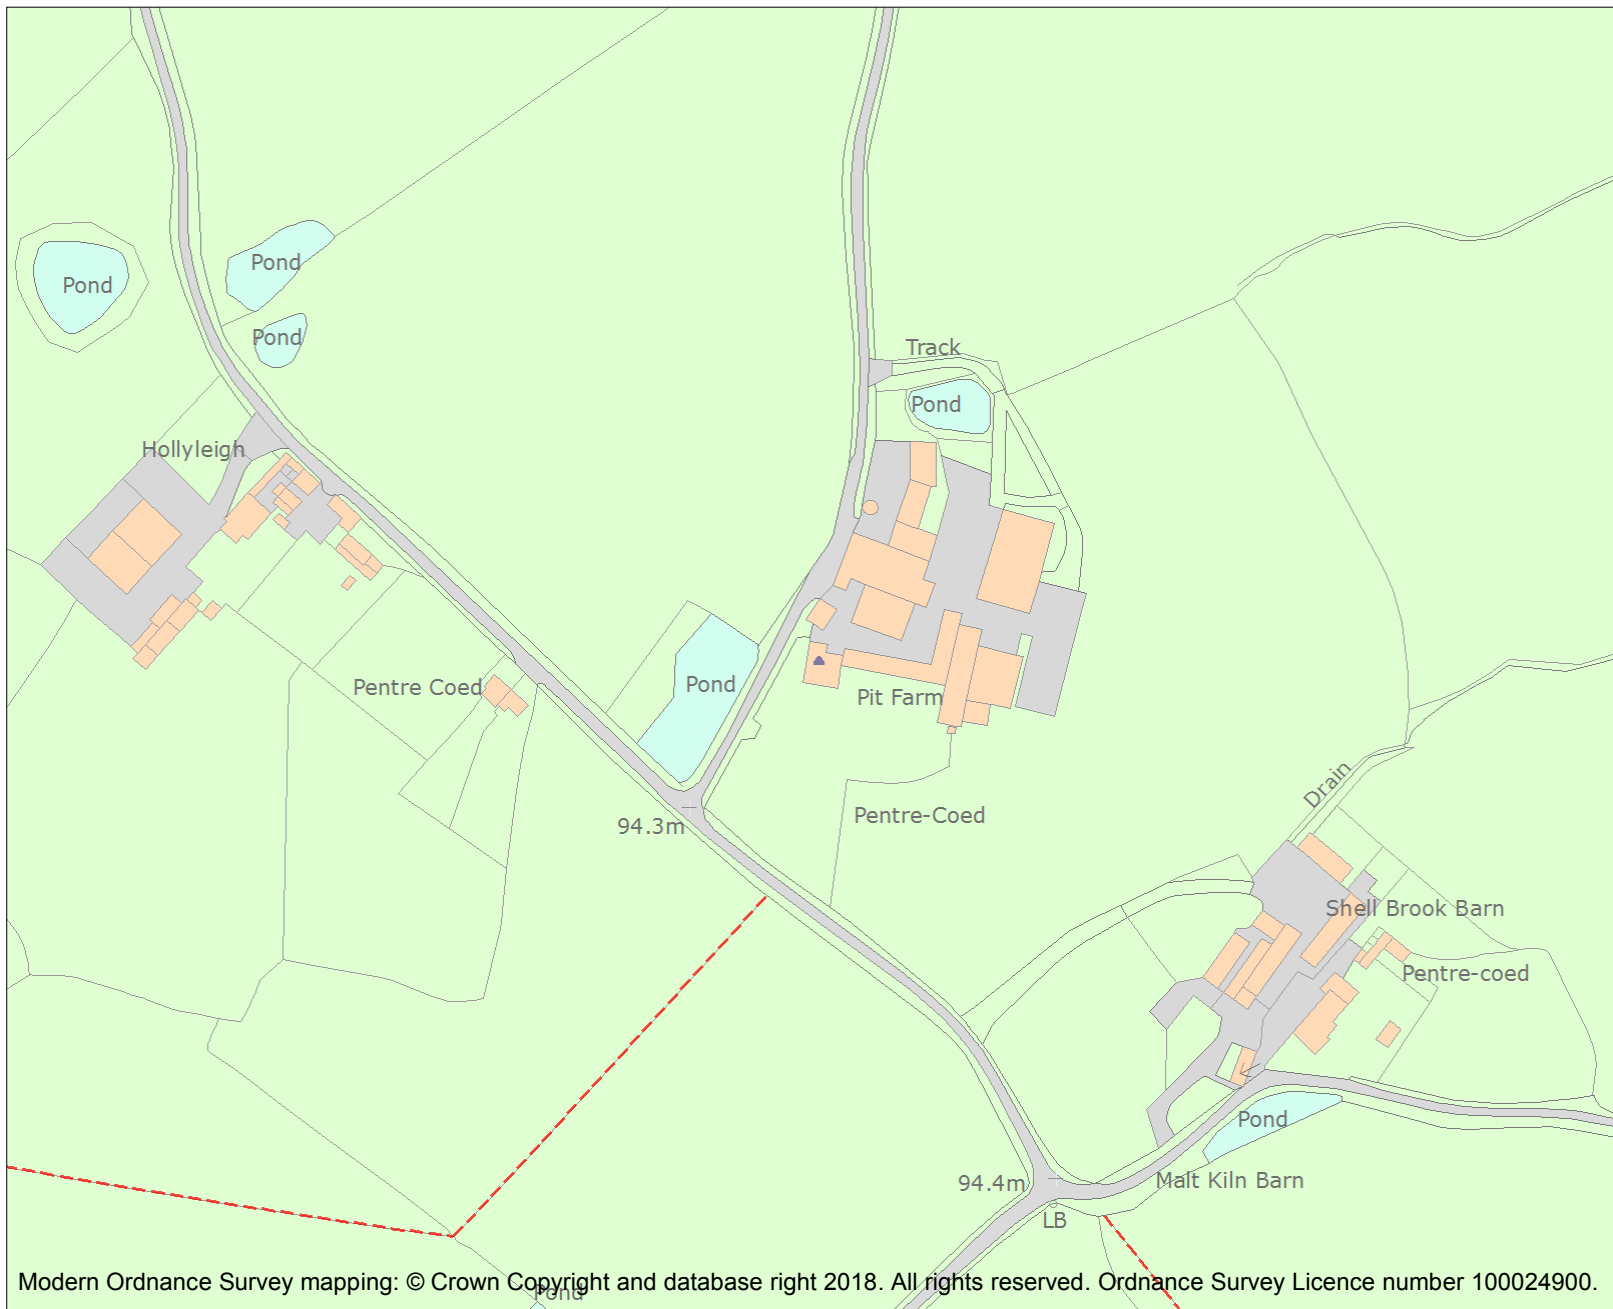 Pond
Pond
Pond
Track
Pond
Hollyleigh
Pentre Coed
Pond
Pit Farm
Drain
94.3m
Pentre-Coed
Shell Brook Barn
Pentre-coed
Pond
94.4m
Malt Kiln Barn
LB
Pond
Modern Ordnance Survey mapping: © Crown Copyright and database right 2018. All rights reserved. Ordnance Survey Licence number 100024900.